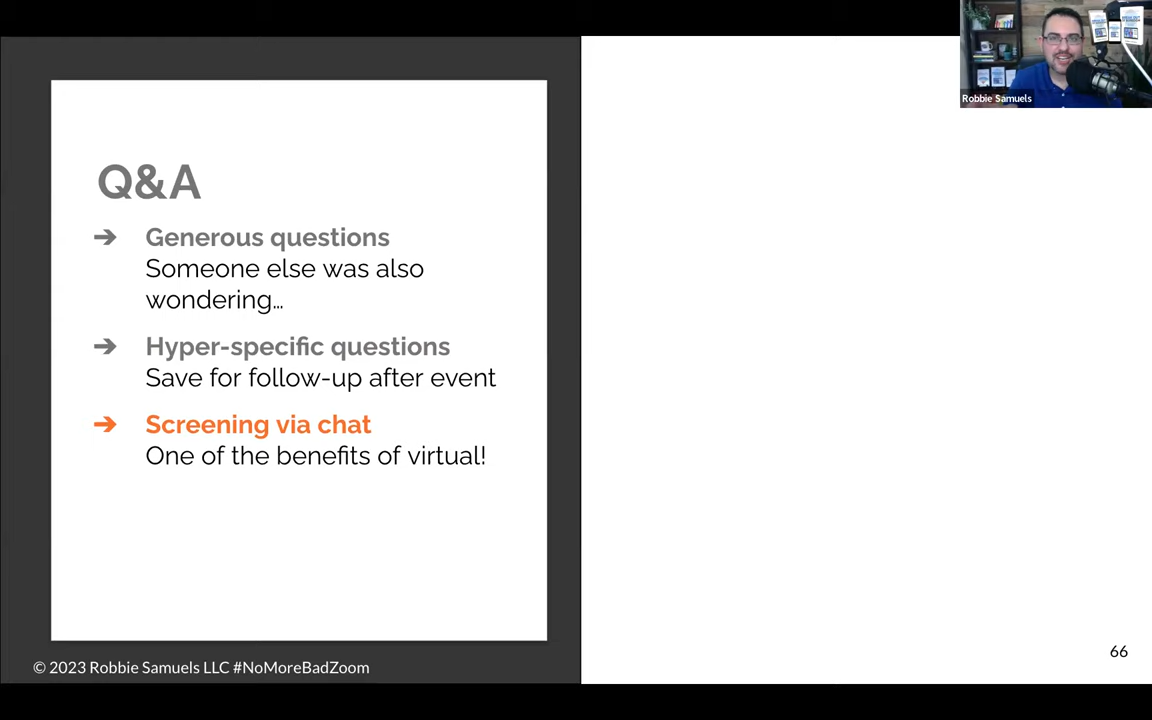 Robbie Samuels
Q&A
➔ Generous questions
Someone else was also
wondering…
➔ Hyper-specific questions
Save for follow-up after event
➔ Screening via chat
One of the benefits of virtual!
66
© 2023 Robbie Samuels LLC #NoMoreBadZoom